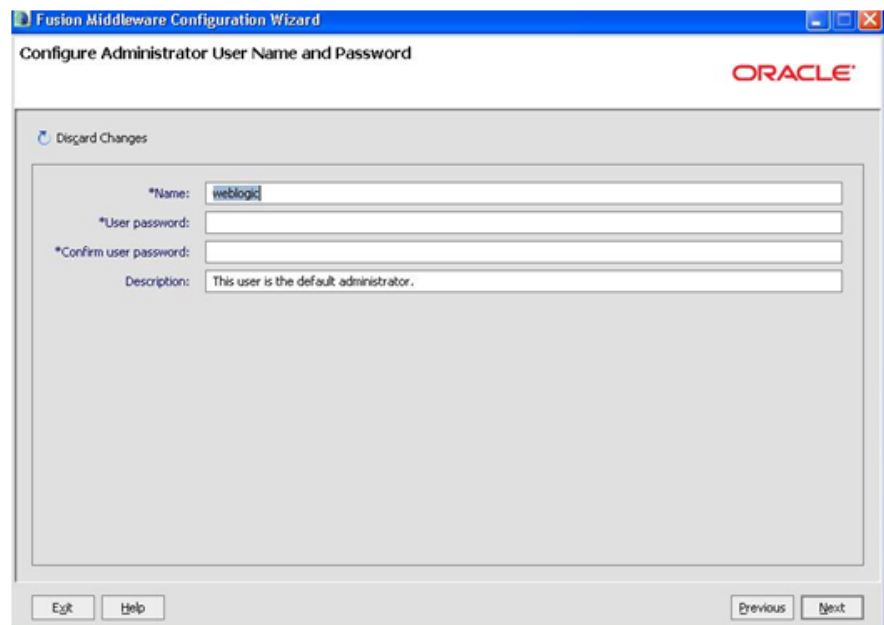 Fusion Middleware Configuration Wizard
Configure Administrator User Name and Password
ORACLE
Discard Changes
*Name: weblogic
*User password:
*Confirm user password:
Description: This user is the default administrator.
Exit Help Previous Next